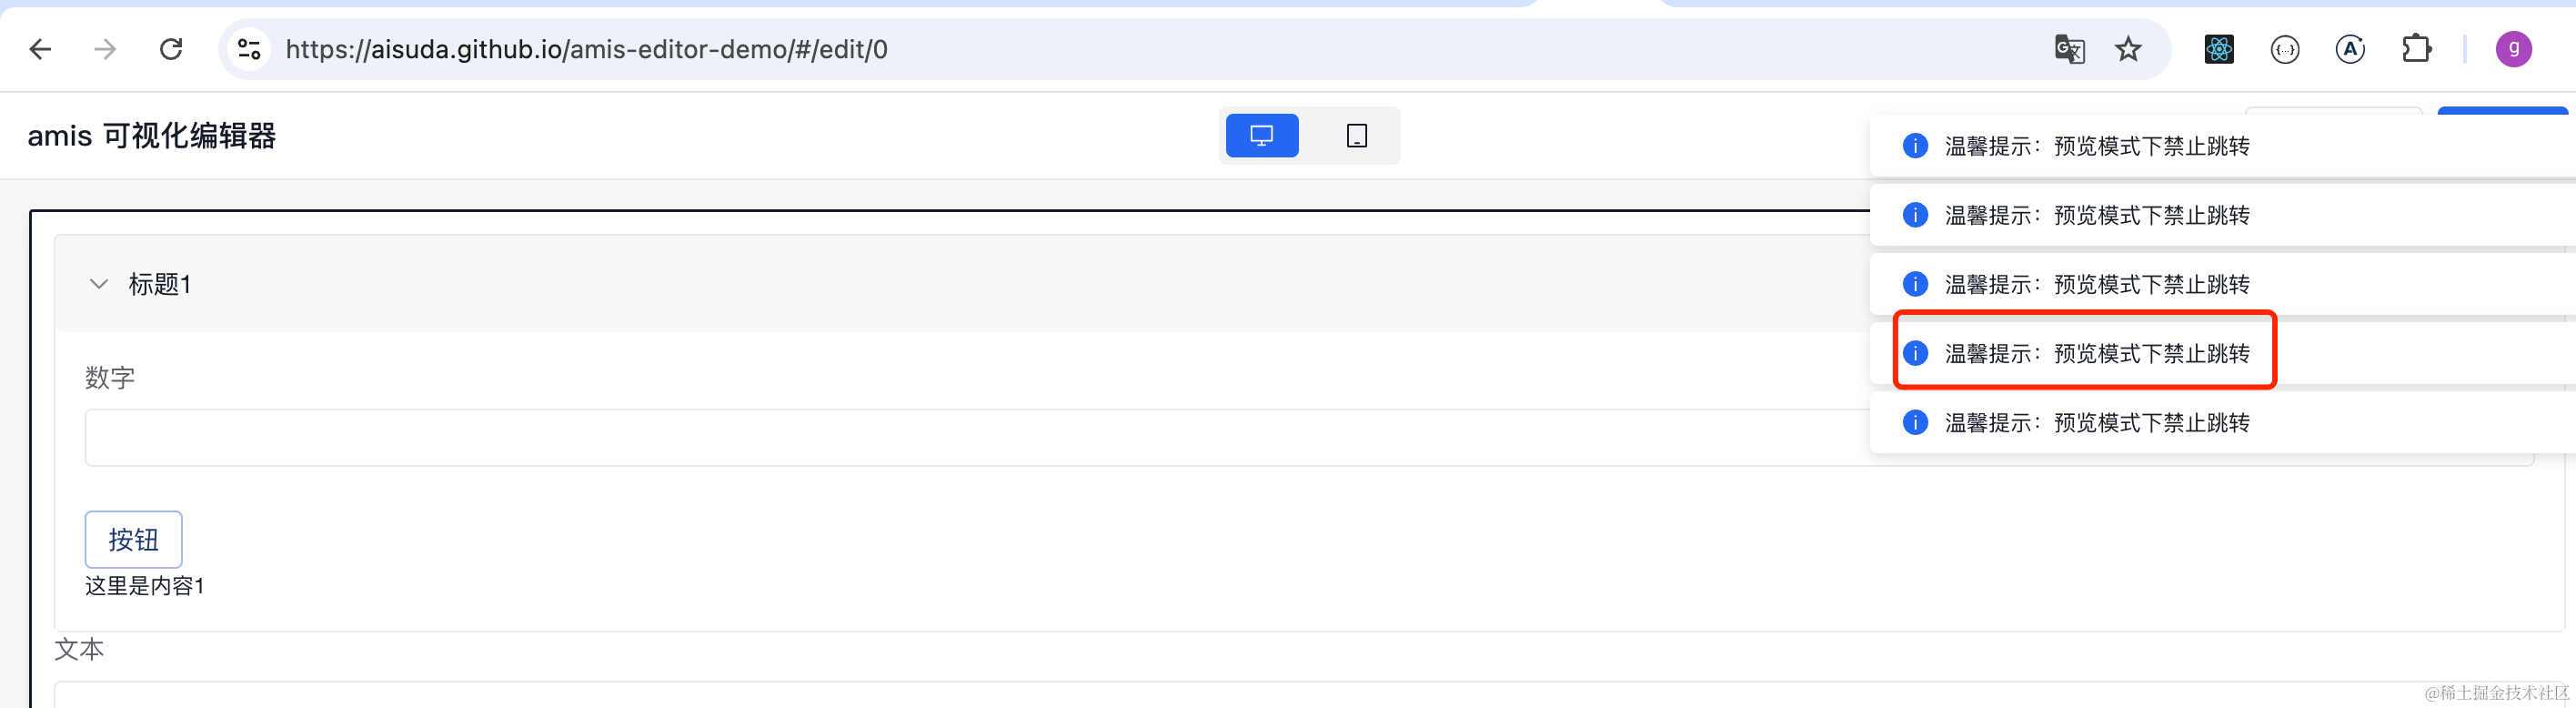 https://aisuda.github.io/amis-editor-demo/#/edit/0
g
amis 可视化编辑器
温馨提示：预览模式下禁止跳转
温馨提示：预览模式下禁止跳转
温馨提示：预览模式下禁止跳转
温馨提示：预览模式下禁止跳转
温馨提示：预览模式下禁止跳转
标题1
数字
按钮
这里是内容1
文本
@稀土掘金技术社区